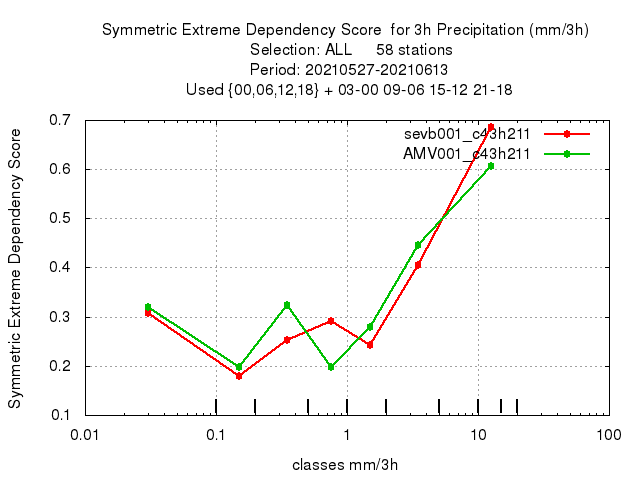 Symmetric Extreme Dependency Score  for 3h Precipitation (mm/3h)
Selection: ALL     58 stations
Period: 20210527-20210613
Used {00,06,12,18} + 03-00 09-06 15-12 21-18
sevb001_c43h211
AMV001_c43h211
Symmetric Extreme Dependency Score
0.7
0.6
0.5
0.4
0.3
0.2
0.1
0.01
0.1
1
10
100
classes mm/3h